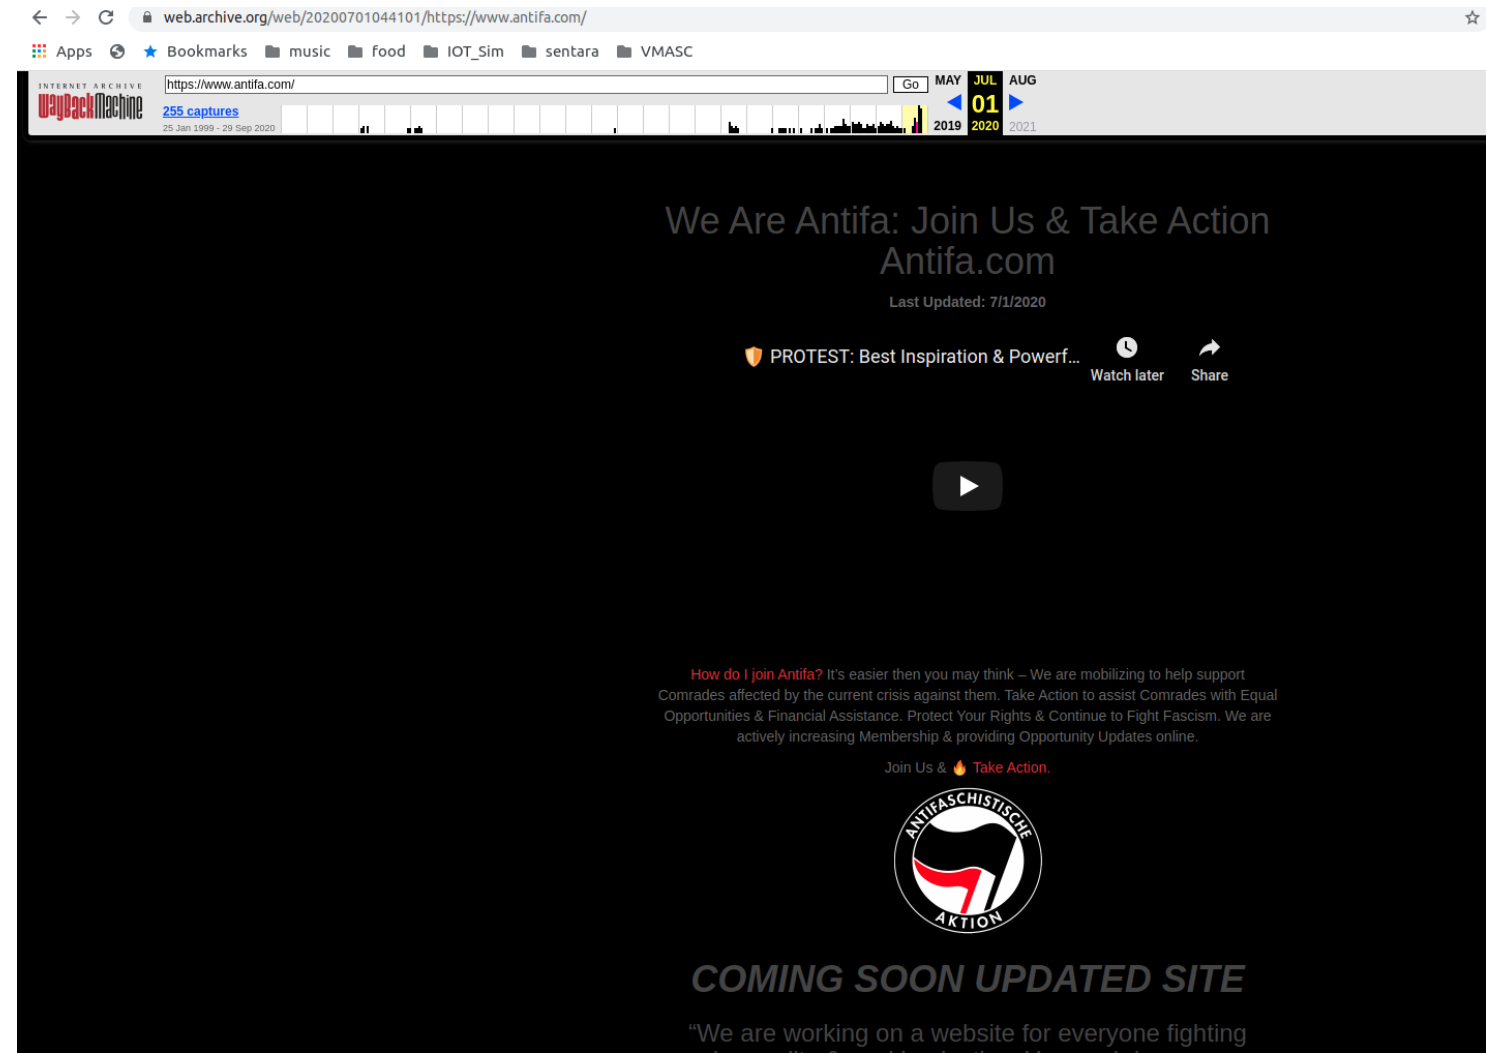 web.archive.org/web/20200701044101/https://www.antifa.com/
Apps Bookmarks music food IOT_Sim sentara VMASC
INTERNET ARCHIVE
WayBackMachine
https://www.antifa.com/
Go
MAY JUL AUG
255 captures
01
25 Jan 1999 - 29 Sep 2020
2019 2020 2021
We Are Antifa: Join Us & Take Action
Antifa.com
Last Updated: 7/1/2020
PROTEST: Best Inspiration & Powerf...
Watch later
Share
How do I join Antifa? It's easier then you may think – We are mobilizing to help support
Comrades affected by the current crisis against them. Take Action to assist Comrades with Equal
Opportunities & Financial Assistance. Protect Your Rights & Continue to Fight Fascism. We are
actively increasing Membership & providing Opportunity Updates online.
Join Us & 🔥 Take Action.
ANTIFASCHISTISCHE
AKTION
COMING SOON UPDATED SITE
“We are working on a website for everyone fighting